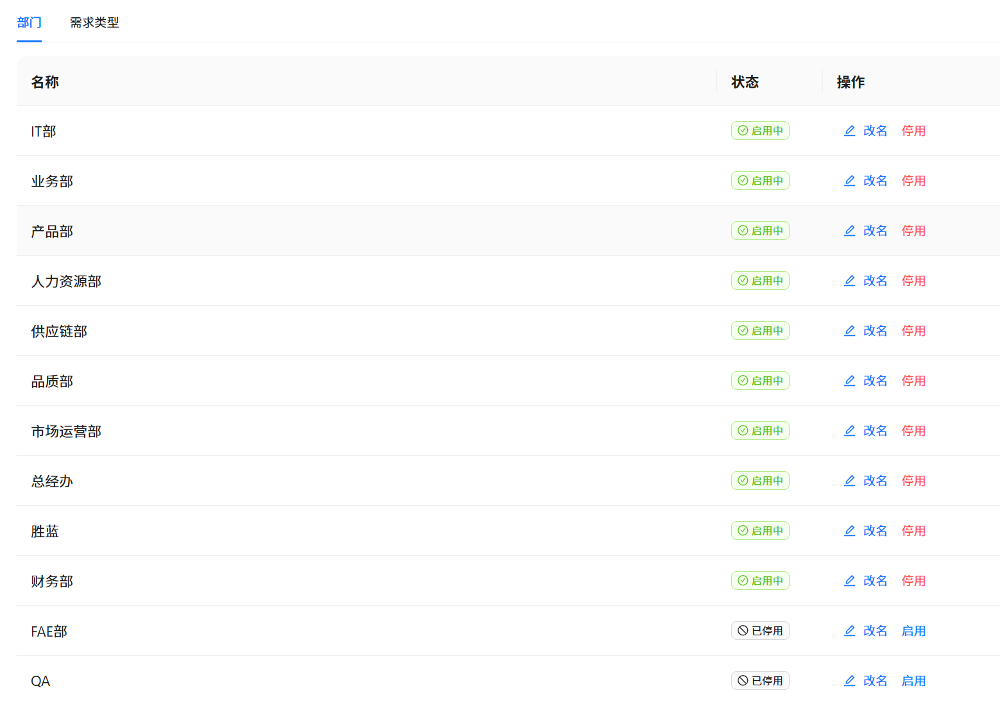 部门 需求类型
名称 状态 操作
IT部 启用中 改名 停用
业务部 启用中 改名 停用
产品部 启用中 改名 停用
人力资源部 启用中 改名 停用
供应链部 启用中 改名 停用
品质部 启用中 改名 停用
市场运营部 启用中 改名 停用
总经办 启用中 改名 停用
胜蓝 启用中 改名 停用
财务部 启用中 改名 停用
FAE部 已停用 改名 启用
QA 已停用 改名 启用